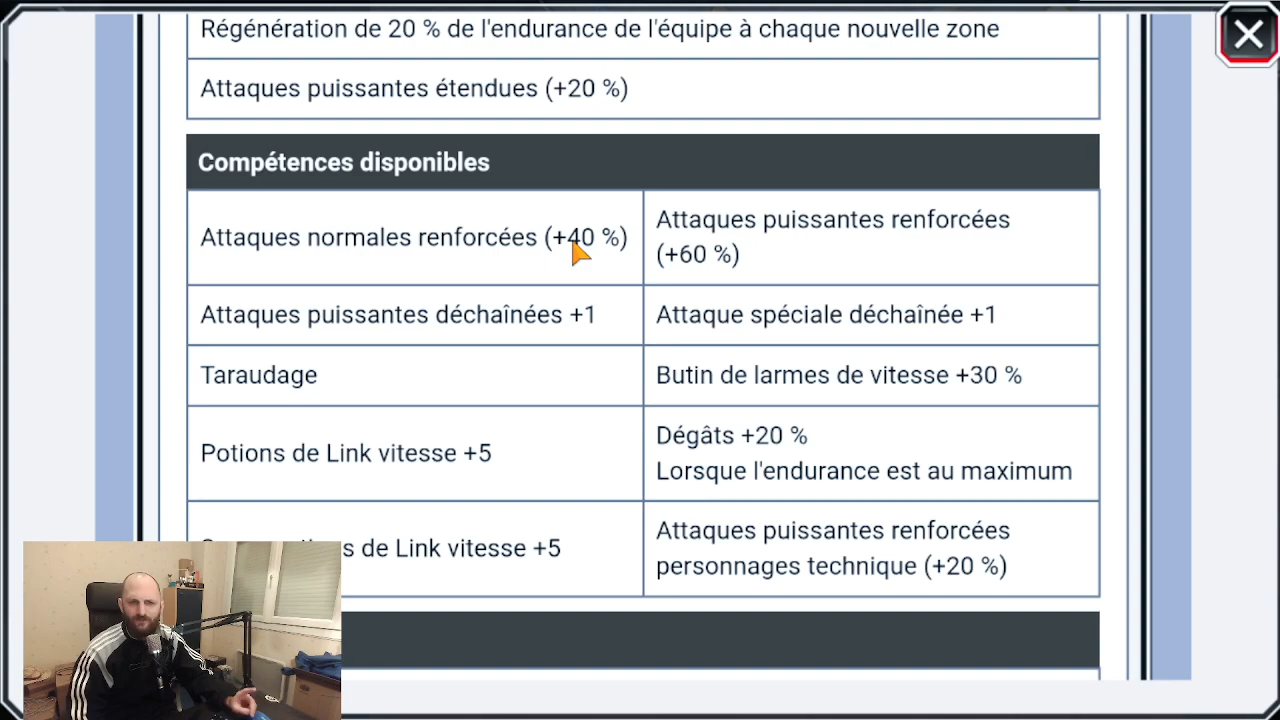 Régénération de 20 % de l'endurance de l'équipe à chaque nouvelle zone
Attaques puissantes étendues (+20 %)
Compétences disponibles
Attaques normales renforcées (+40 %)
Attaques puissantes renforcées
(+60 %)
Attaques puissantes déchaînées +1
Attaque spéciale déchaînée +1
Taraudage
Butin de larmes de vitesse +30 %
Potions de Link vitesse +5
Dégâts +20 %
Lorsque l'endurance est au maximum
de Link vitesse +5
Attaques puissantes renforcées
personnages technique (+20 %)